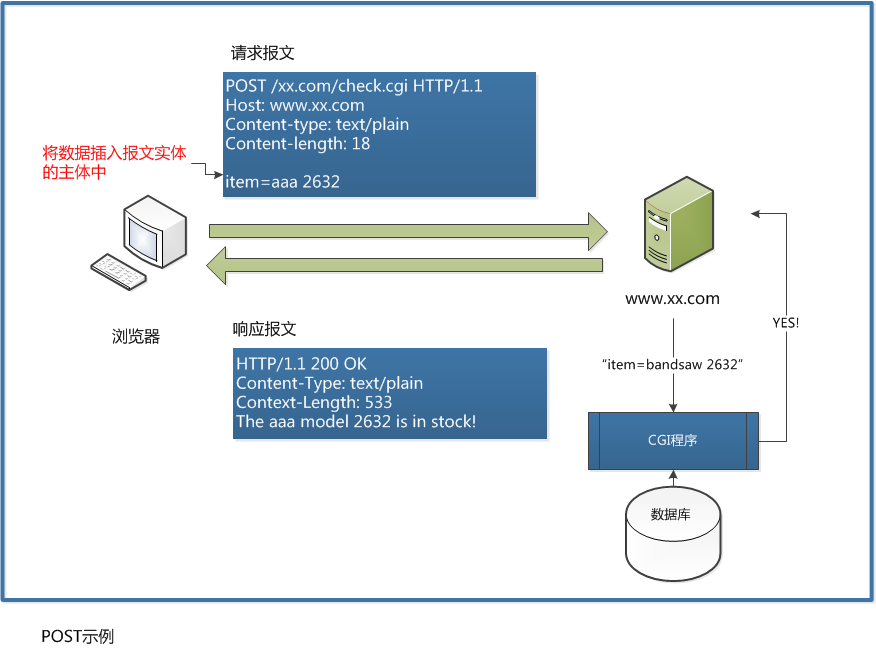 请求报文
POST /xx.com/check.cgi HTTP/1.1
Host: www.xx.com
Content-type: text/plain
Content-length: 18
item=aaa 2632
将数据插入报文实体
的主体中
浏览器
www.xx.com
响应报文
HTTP/1.1 200 OK
Content-Type: text/plain
Context-Length: 533
The aaa model 2632 is in stock!
YES!
“item=bandsaw 2632”
CGI程序
数据库
POST示例